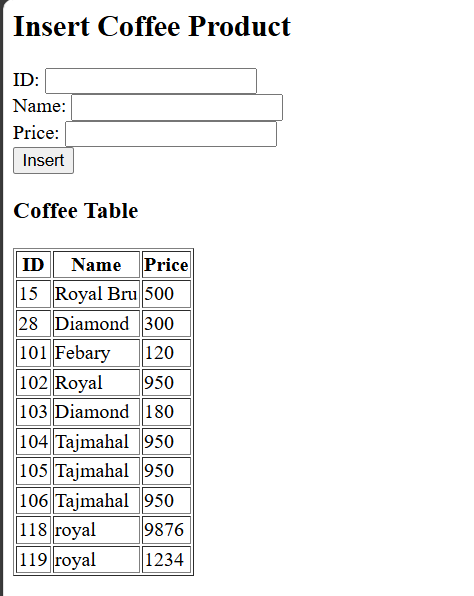 Insert Coffee Product
ID:
Name:
Price:
Insert
Coffee Table
ID Name Price
15 Royal Bru 500
28 Diamond 300
101 Febary 120
102 Royal 950
103 Diamond 180
104 Tajmahal 950
105 Tajmahal 950
106 Tajmahal 950
118 royal 9876
119 royal 1234